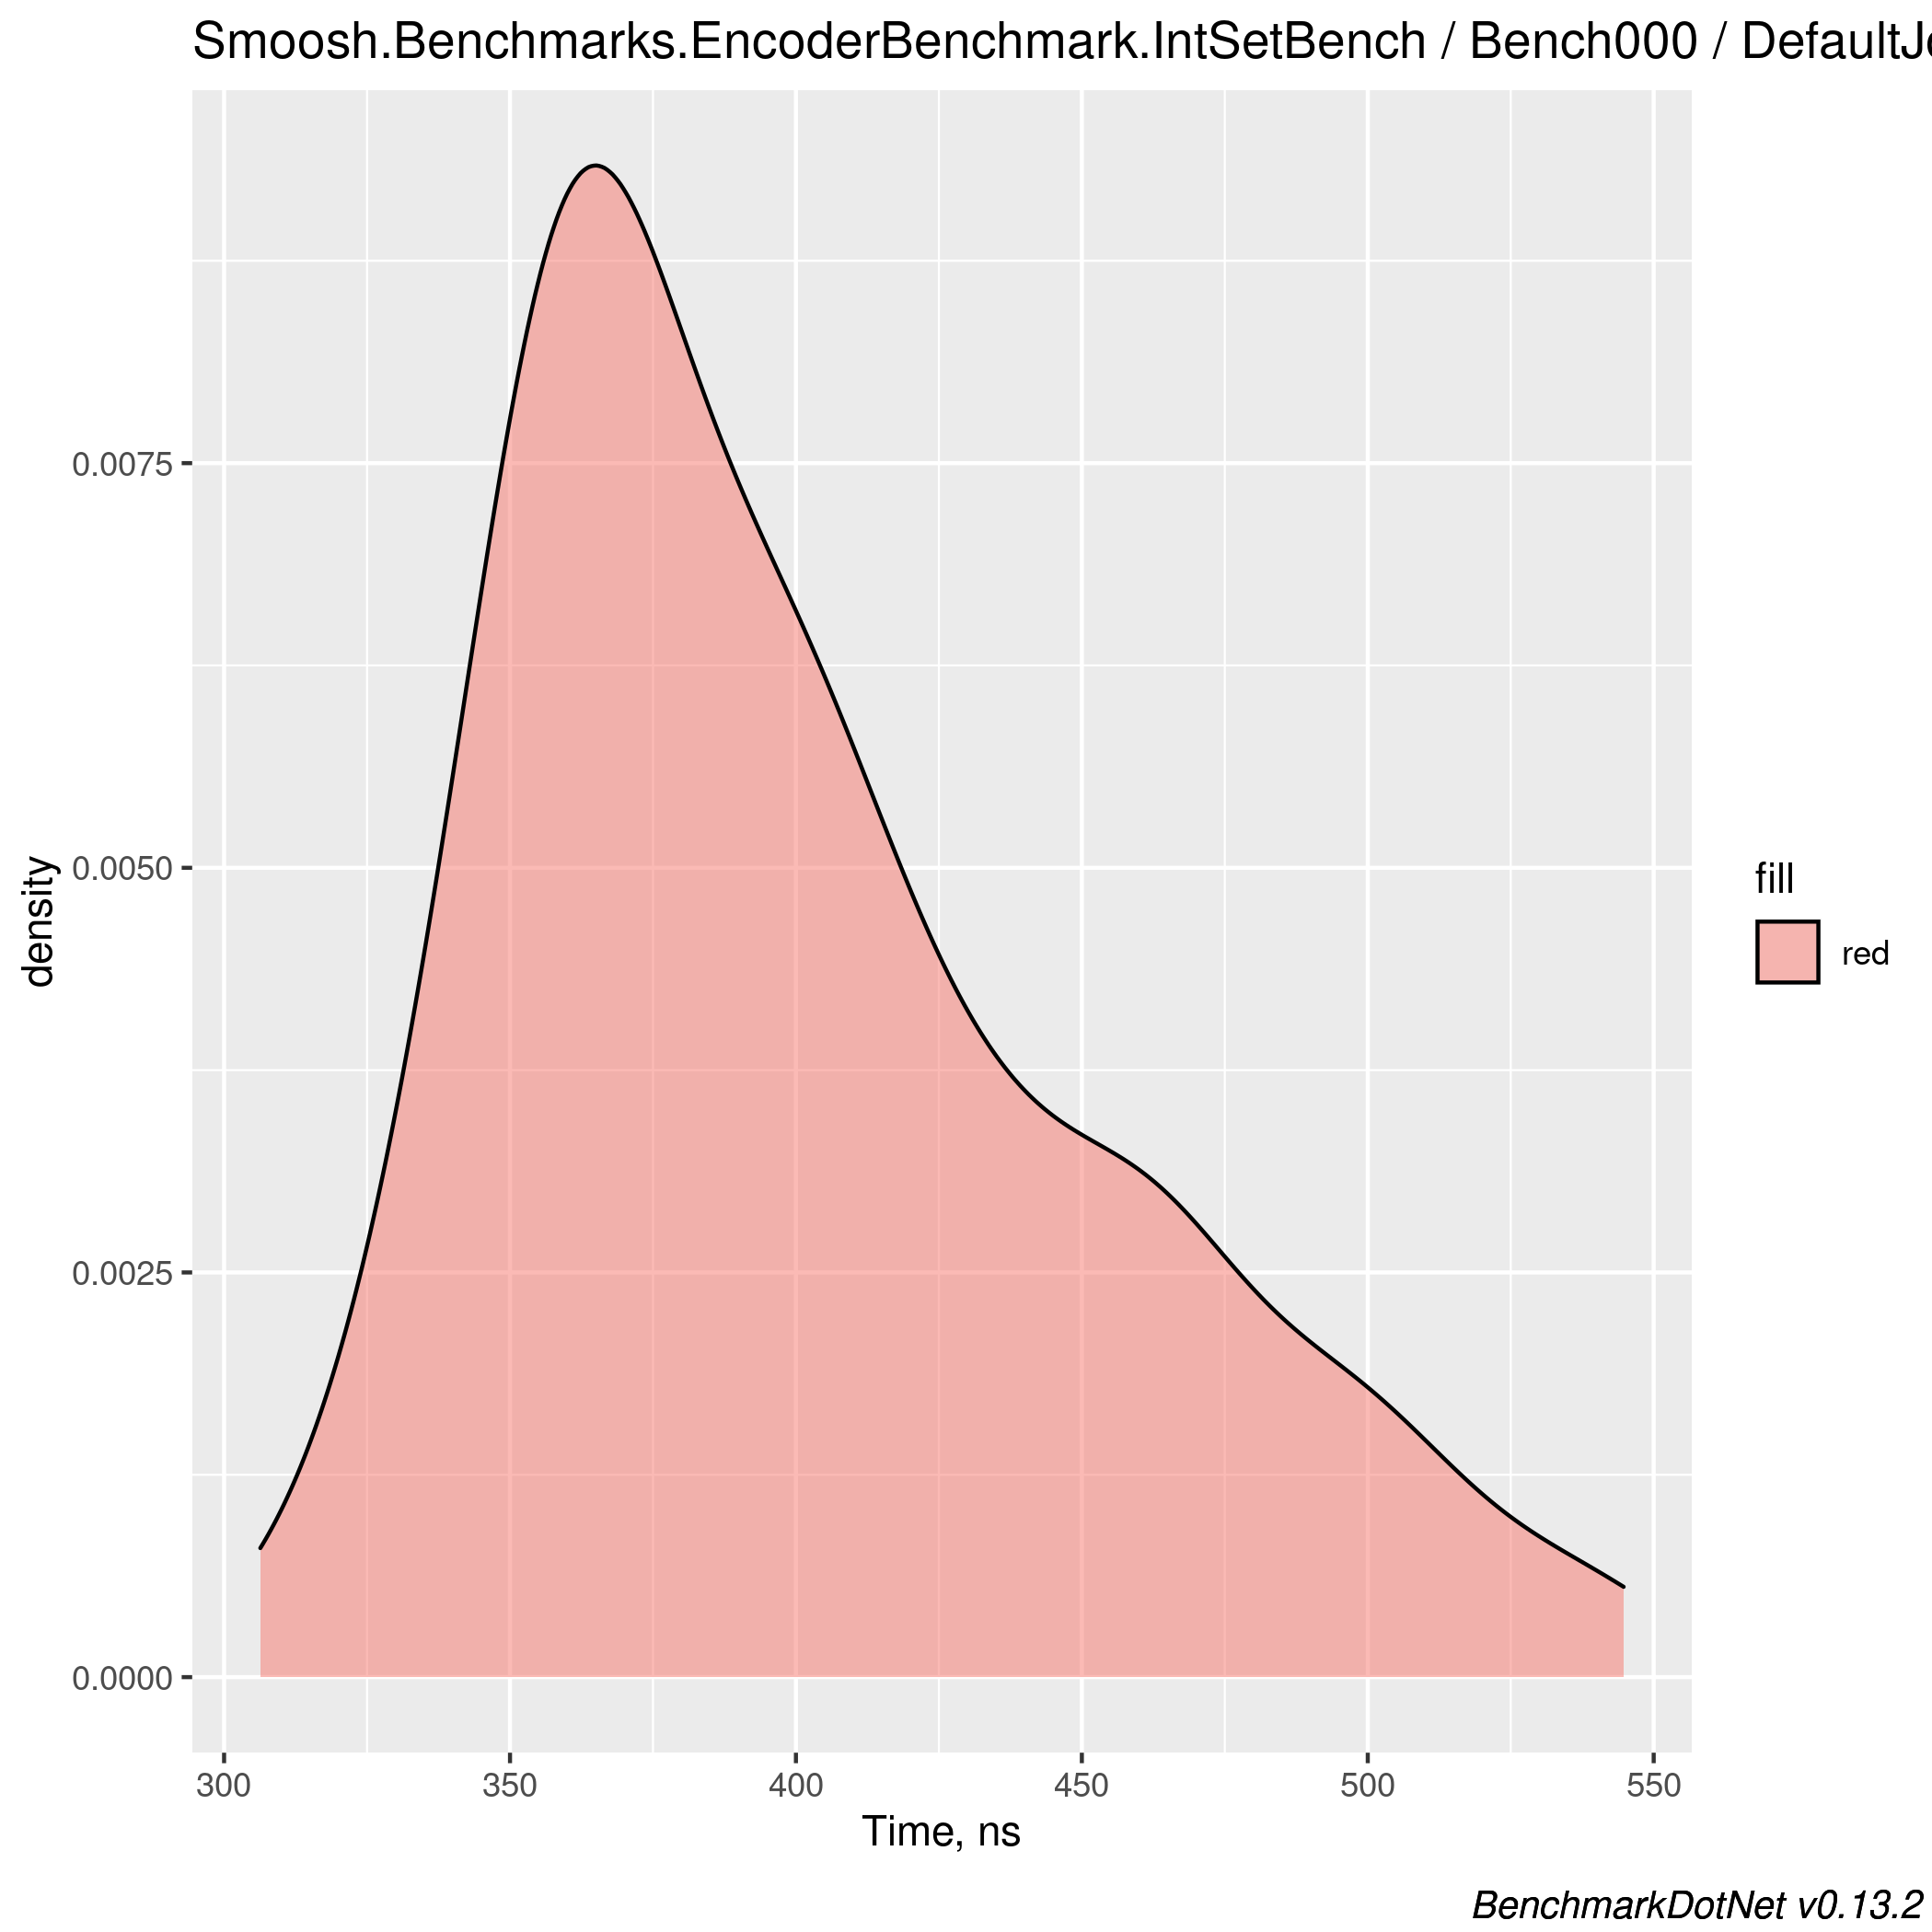 Smoosh.Benchmarks.EncoderBenchmark.IntSetBench / Bench000 /
density
0.0075
0.0050
0.0025
0.0000
300 350 400 450 500 550
Time, ns
fill
red
BenchmarkDotNet v0.13.2